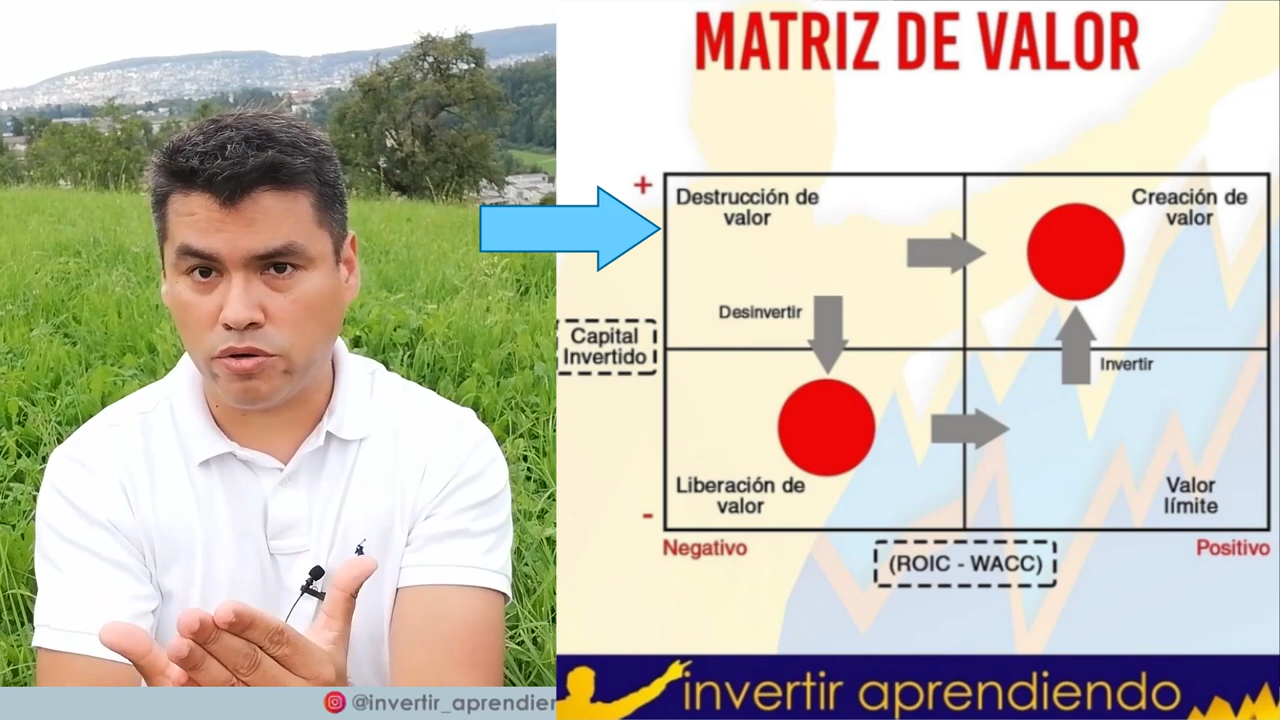 MATRIZ DE VALOR
+
Destrucción de
valor
Creación de
valor
Desinvertir
Capital
Invertido
Invertir
Liberación de
valor
Valor
límite
-
Negativo
(ROIC - WACC)
Positivo
@invertir_aprendien
invertir aprendiendo